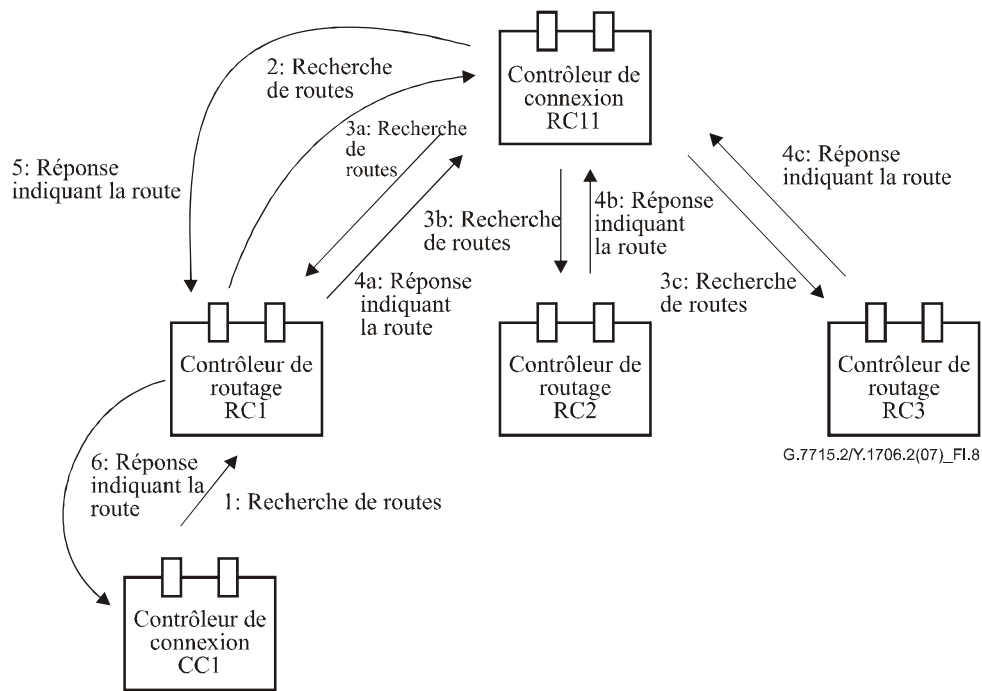 Contrôleur de
connexion
RC11
2: Recherche
de routes
3a: Recherche
de
routes
5: Réponse
indiquant la route
4c: Réponse
indiquant la route
3b: Recherche
de routes
4b: Réponse
indiquant
la route
4a: Réponse
indiquant
la route
3c: Recherche
de routes
Contrôleur de
routage
RC1
Contrôleur de
routage
RC2
Contrôleur de
routage
RC3
G.7715.2/Y.1706.2(07)_FI.8
6: Réponse
indiquant la
route
1: Recherche de routes
Contrôleur de
connexion
CC1